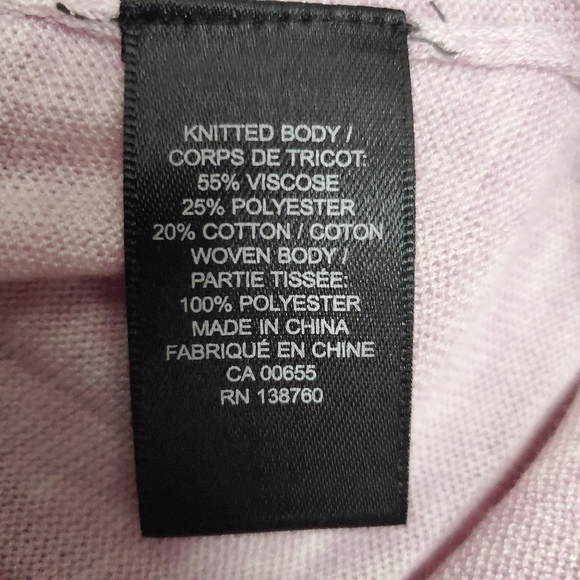 KNITTED BODY /
CORPS DE TRICOT:
55% VISCOSE
25% POLYESTER
20% COTTON / COTON
WOVEN BODY /
PARTIE TISSÉE:
100% POLYESTER
MADE IN CHINA
FABRIQUÉ EN CHINE
CA 00655
RN 138760